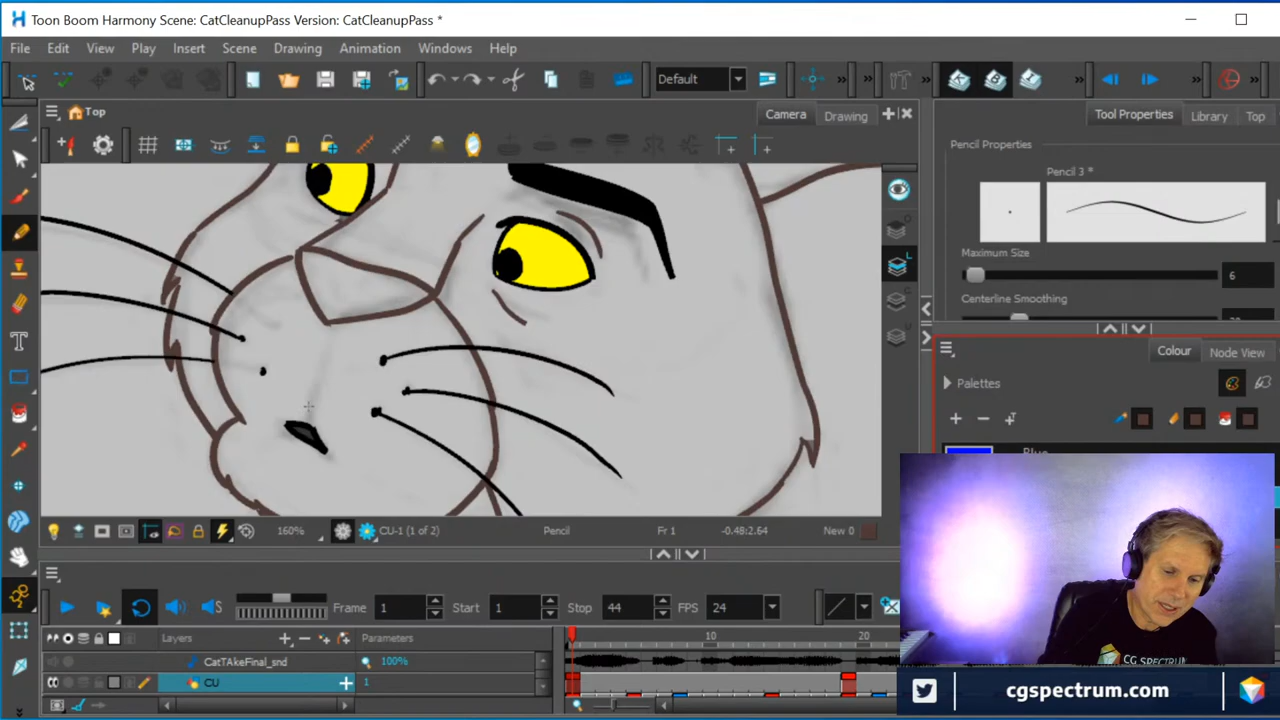 Toon Boom Harmony Scene: CatCleanupPass Version: CatCleanupPass *
File Edit View Play Insert Scene Drawing Animation Windows Help
Default
Top
Camera
Drawing
Tool Properties
Library
Top
Pencil Properties
Pencil 3 *
Maximum Size
6
Centerline Smoothing
Colour
Node View
Palettes
Blue
160%
CU-1 (1 of 2)
Pencil
Fr 1
-0.48:2.64
New 0
Frame 1
Start 1
Stop 44
FPS 24
Layers
Parameters
10
20
CatTAkeFinal_snd
100%
CU
1
CG SPECTRUM
cgspectrum.com